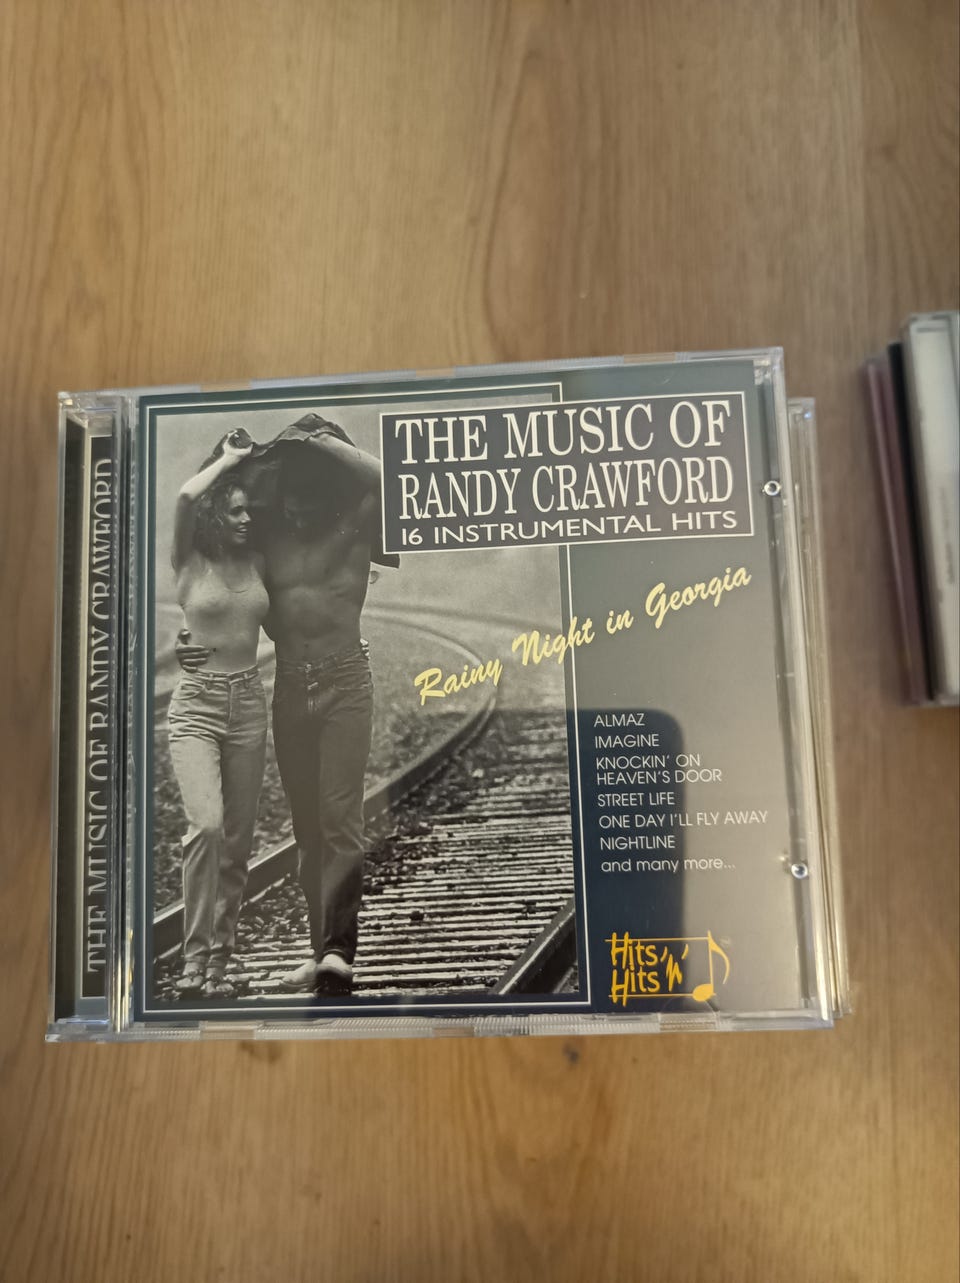 THE MUSIC OF RANDY CRAWFORD
THE MUSIC OF
RANDY CRAWFORD
16 INSTRUMENTAL HITS
Rainy Night in Georgia
ALMAZ
IMAGINE
KNOCKIN' ON
HEAVEN'S DOOR
STREET LIFE
ONE DAY I'LL FLY AWAY
NIGHTLINE
and many more...
Hits 'n'
Hits